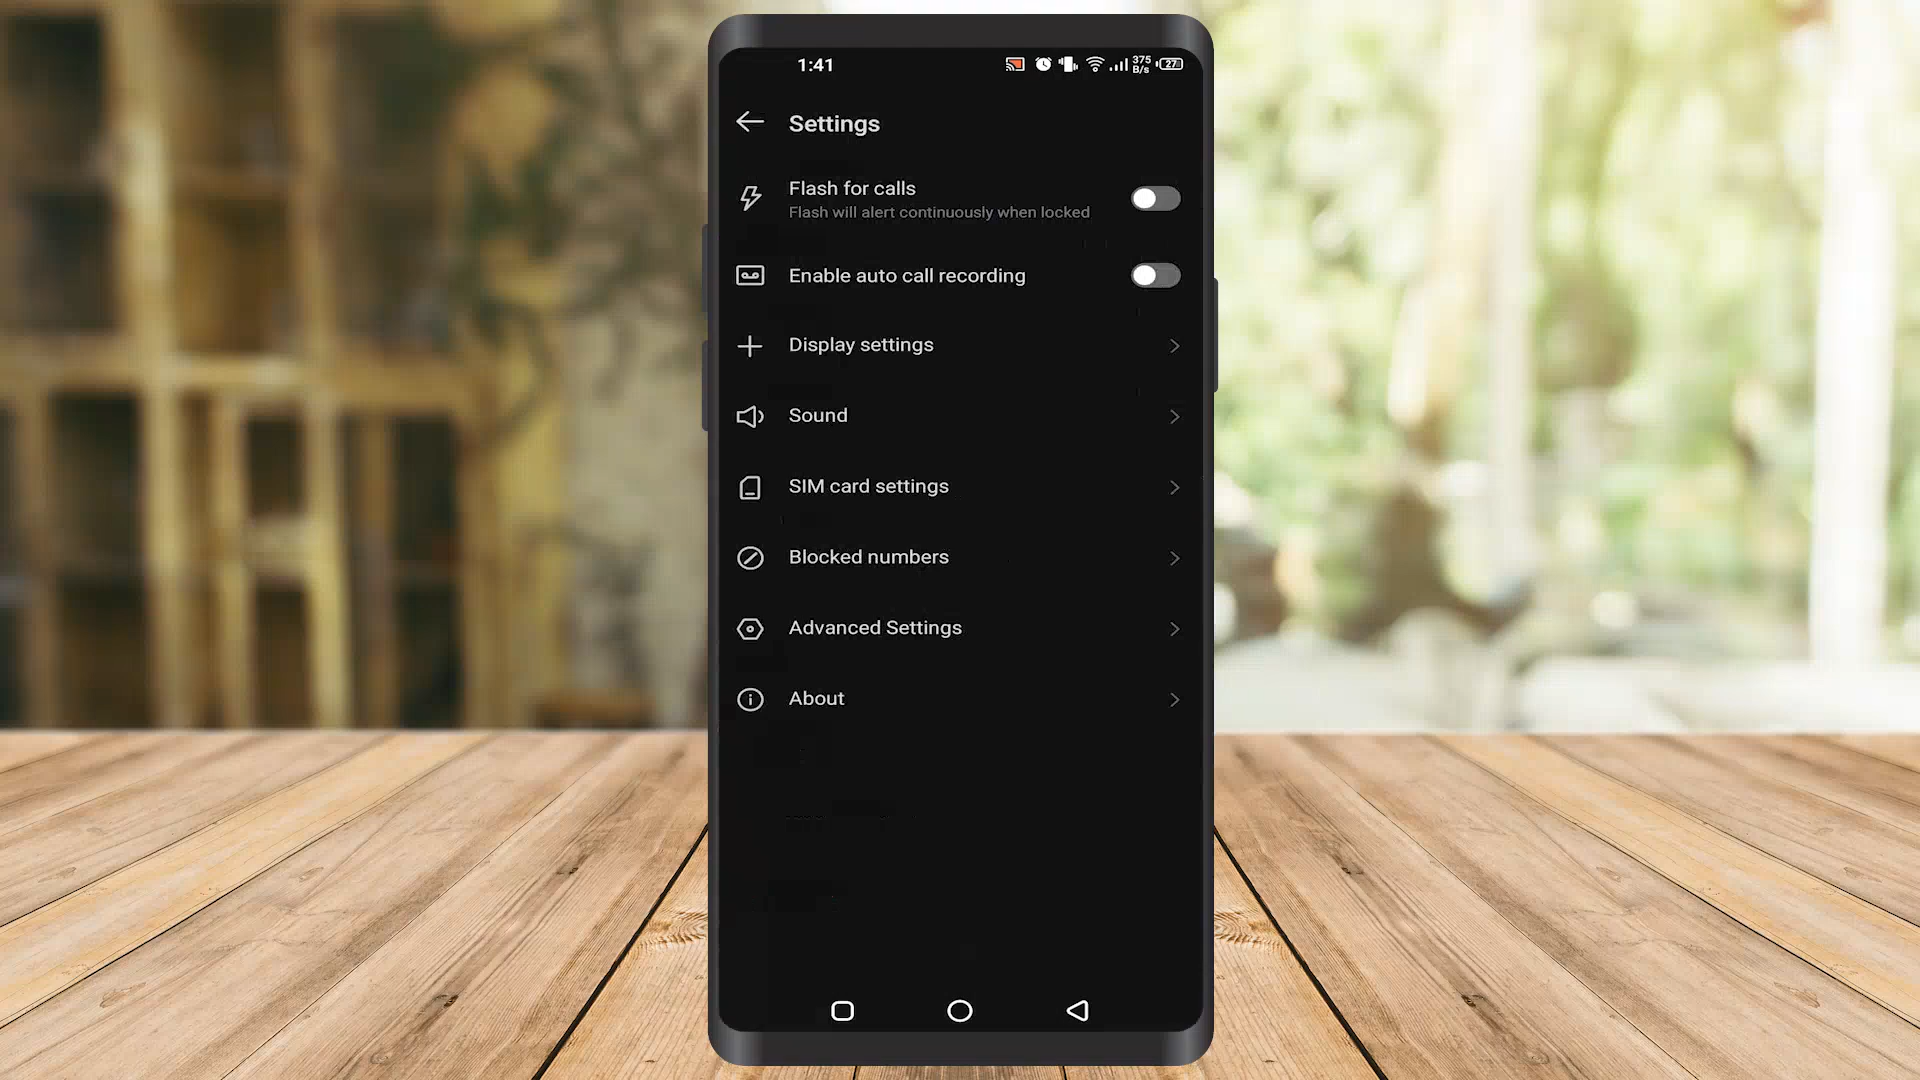 1:41
375
B/s
27
Settings
Flash for calls
Flash will alert continuously when locked
Enable auto call recording
Display settings
Sound
SIM card settings
Blocked numbers
Advanced Settings
About